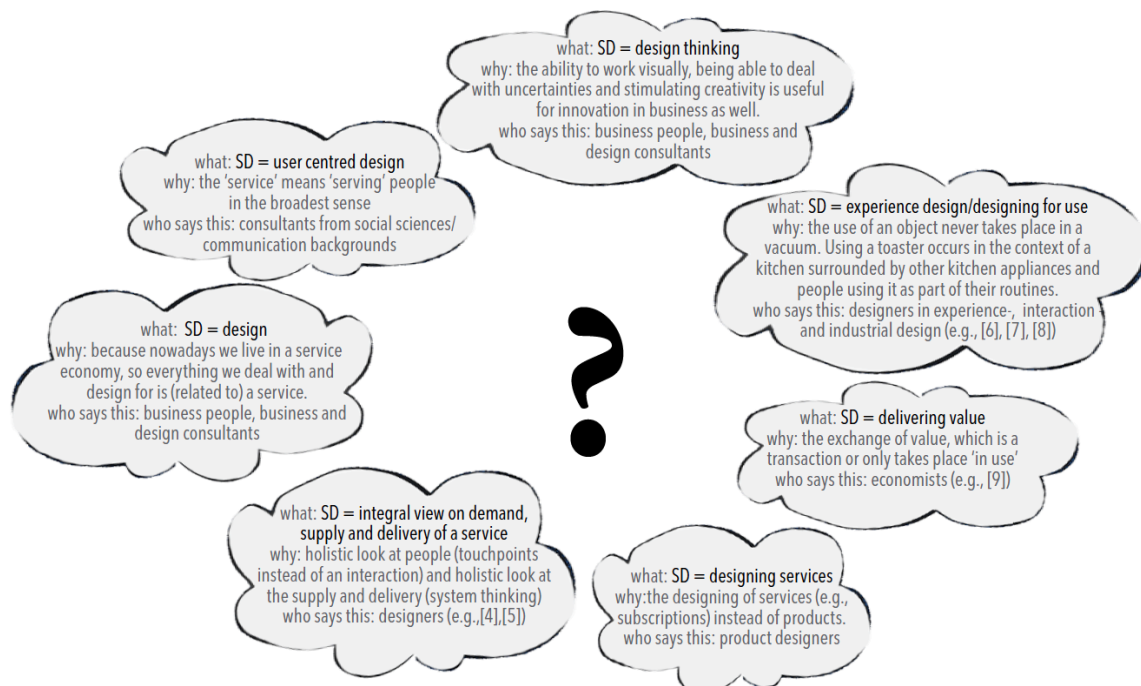 what: SD = design thinking
why: the ability to work visually, being able to deal
with uncertainties and stimulating creativity is useful
for innovation in business as well.
who says this: business people, business and
design consultants
what: SD = user centred design
why: the ‘service’ means ‘serving’ people
in the broadest sense
who says this: consultants from social sciences/
communication backgrounds
what: SD = experience design/designing for use
why: the use of an object never takes place in a
vacuum. Using a toaster occurs in the context of a
kitchen surrounded by other kitchen appliances and
people using it as part of their routines.
who says this: designers in experience-, interaction
and industrial design (e.g., [6], [7], [8])
what: SD = design
why: because nowadays we live in a service
economy, so everything we deal with and
design for is (related to) a service.
who says this: business people, business and
design consultants
?
what: SD = delivering value
why: the exchange of value, which is a
transaction or only takes place ‘in use’
who says this: economists (e.g., [9])
what: SD = integral view on demand,
supply and delivery of a service
why: holistic look at people (touchpoints
instead of an interaction) and holistic look at
the supply and delivery (system thinking)
who says this: designers (e.g.,[4],[5])
what: SD = designing services
why:the designing of services (e.g.,
subscriptions) instead of products.
who says this: product designers